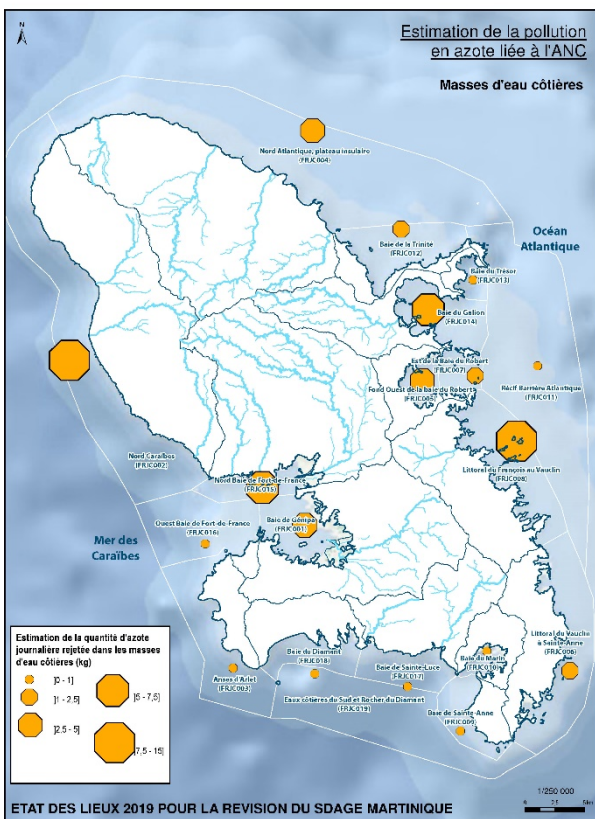 N
Estimation de la pollution
en azote liée à l'ANC
Masses d'eau côtières
Nord Atlantique, plateau insulaire
(FRJC004)
Océan
Atlantique
Baie de la Trinité
(FRJC012)
Baie du Trésor
(FRJC013)
Baie du Galion
(FRJC014)
Est de la Baie du Robert
(FRJC007)
Fond Ouest de la baie du Robert
(FRJC005)
Récif Barrière Atlantique
(FRJC011)
Nord Caraïbes
(FRJC002)
Littoral du François au Vauclin
(FRJC008)
Nord Baie de Fort-de-France
(FRJC015)
Ouest Baie de Fort-de-France
(FRJC016)
Baie de Génipa
(FRJC001)
Mer des
Caraïbes
Littoral du Vauclin
à Sainte-Anne
(FRJC006)
Baie du Marin
(FRJC010)
Baie du Diamant
(FRJC018)
Baie de Sainte-Luce
(FRJC017)
Anses d'Arlet
(FRJC003)
Eaux côtières du Sud et Rocher du Diamant
(FRJC019)
Baie de Sainte-Anne
(FRJC009)
Estimation de la quantité d'azote
journalière rejetée dans les masses
d'eau côtières (kg)
]0 - 1]
]1 - 2,5]
]2,5 - 5]
]5 - 7,5]
]7,5 - 15]
1/250 000
0 2.5 5km
ETAT DES LIEUX 2019 POUR LA REVISION DU SDAGE MARTINIQUE